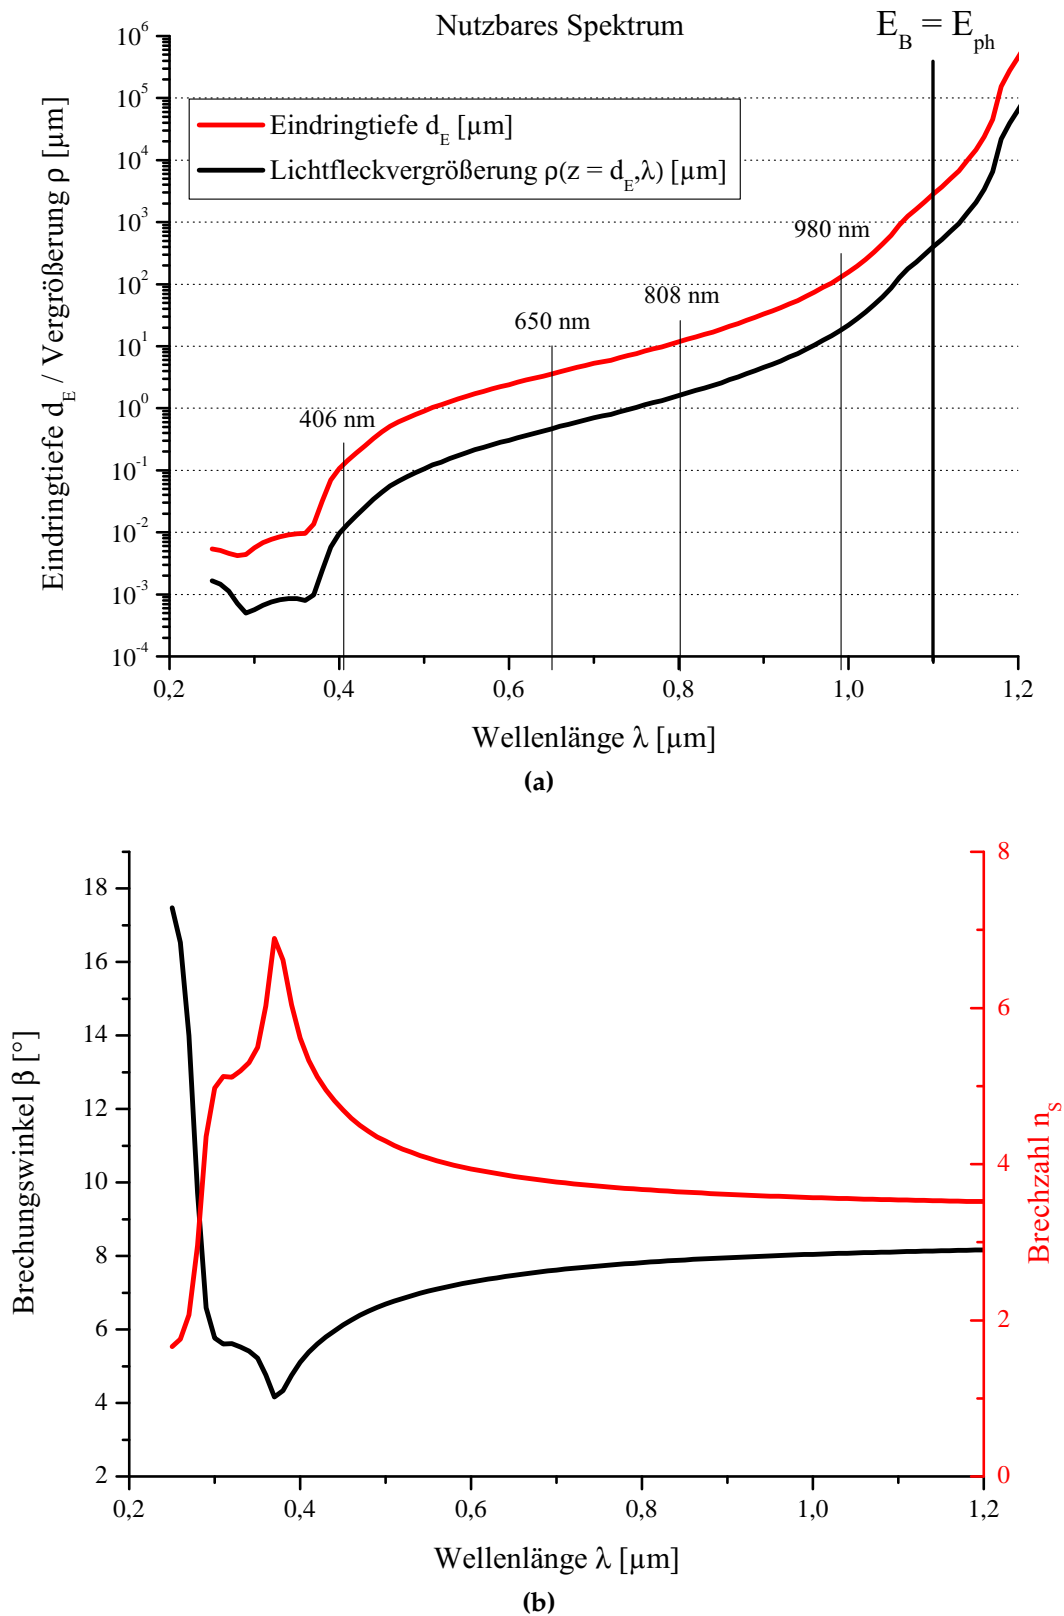 Nutzbares Spektrum
E_B = E_ph
Eindringtiefe d_E / Vergrößerung ρ [µm]
10^6
10^5
10^4
10^3
10^2
10^1
10^0
10^-1
10^-2
10^-3
10^-4
Eindringtiefe d_E [µm]
Lichtfleckvergrößerung ρ(z = d_E,λ) [µm]
406 nm
650 nm
808 nm
980 nm
0,2 0,4 0,6 0,8 1,0 1,2
Wellenlänge λ [µm]
(a)
Brechungswinkel β [°]
18
16
14
12
10
8
6
4
2
8
6
4
2
0
Brechzahl n_S
0,2 0,4 0,6 0,8 1,0 1,2
Wellenlänge λ [µm]
(b)